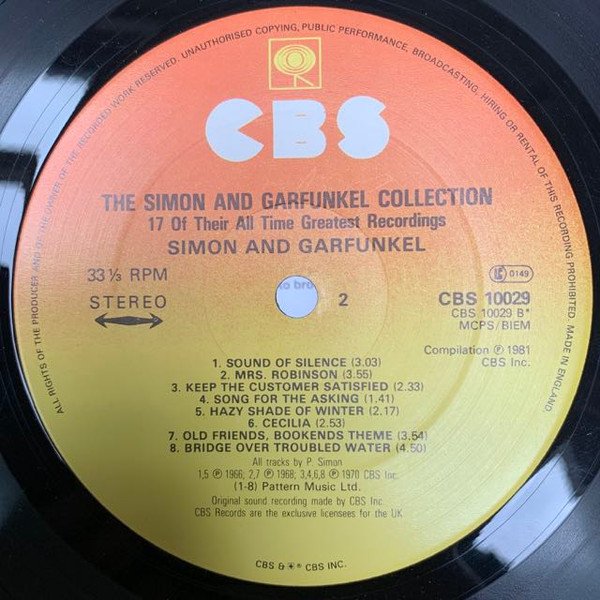 ALL RIGHTS OF THE PRODUCER AND OF THE OWNER OF THE RECORDED WORK RESERVED. UNAUTHORISED COPYING, PUBLIC PERFORMANCE, BROADCASTING, HIRING OR RENTAL OF THIS RECORDING PROHIBITED. MADE IN ENGLAND.
CBS
THE SIMON AND GARFUNKEL COLLECTION
17 Of Their All Time Greatest Recordings
SIMON AND GARFUNKEL
33⅓ RPM
STEREO
2
LC 0149
CBS 10029
CBS 10029 B*
MCPS/BIEM
Compilation ℗ 1981
CBS Inc.
1. SOUND OF SILENCE (3.03)
2. MRS. ROBINSON (3.55)
3. KEEP THE CUSTOMER SATISFIED (2.33)
4. SONG FOR THE ASKING (1.41)
5. HAZY SHADE OF WINTER (2.17)
6. CECILIA (2.53)
7. OLD FRIENDS, BOOKENDS THEME (3.54)
8. BRIDGE OVER TROUBLED WATER (4.50)
All tracks by P. Simon
1,5 ℗ 1966, 2,7 ℗ 1968, 3,4,6,8 ℗ 1970 CBS Inc.
(1-8) Pattern Music Ltd.
Original sound recording made by CBS Inc.
CBS Records are the exclusive licensees for the UK
CBS & ® CBS INC.